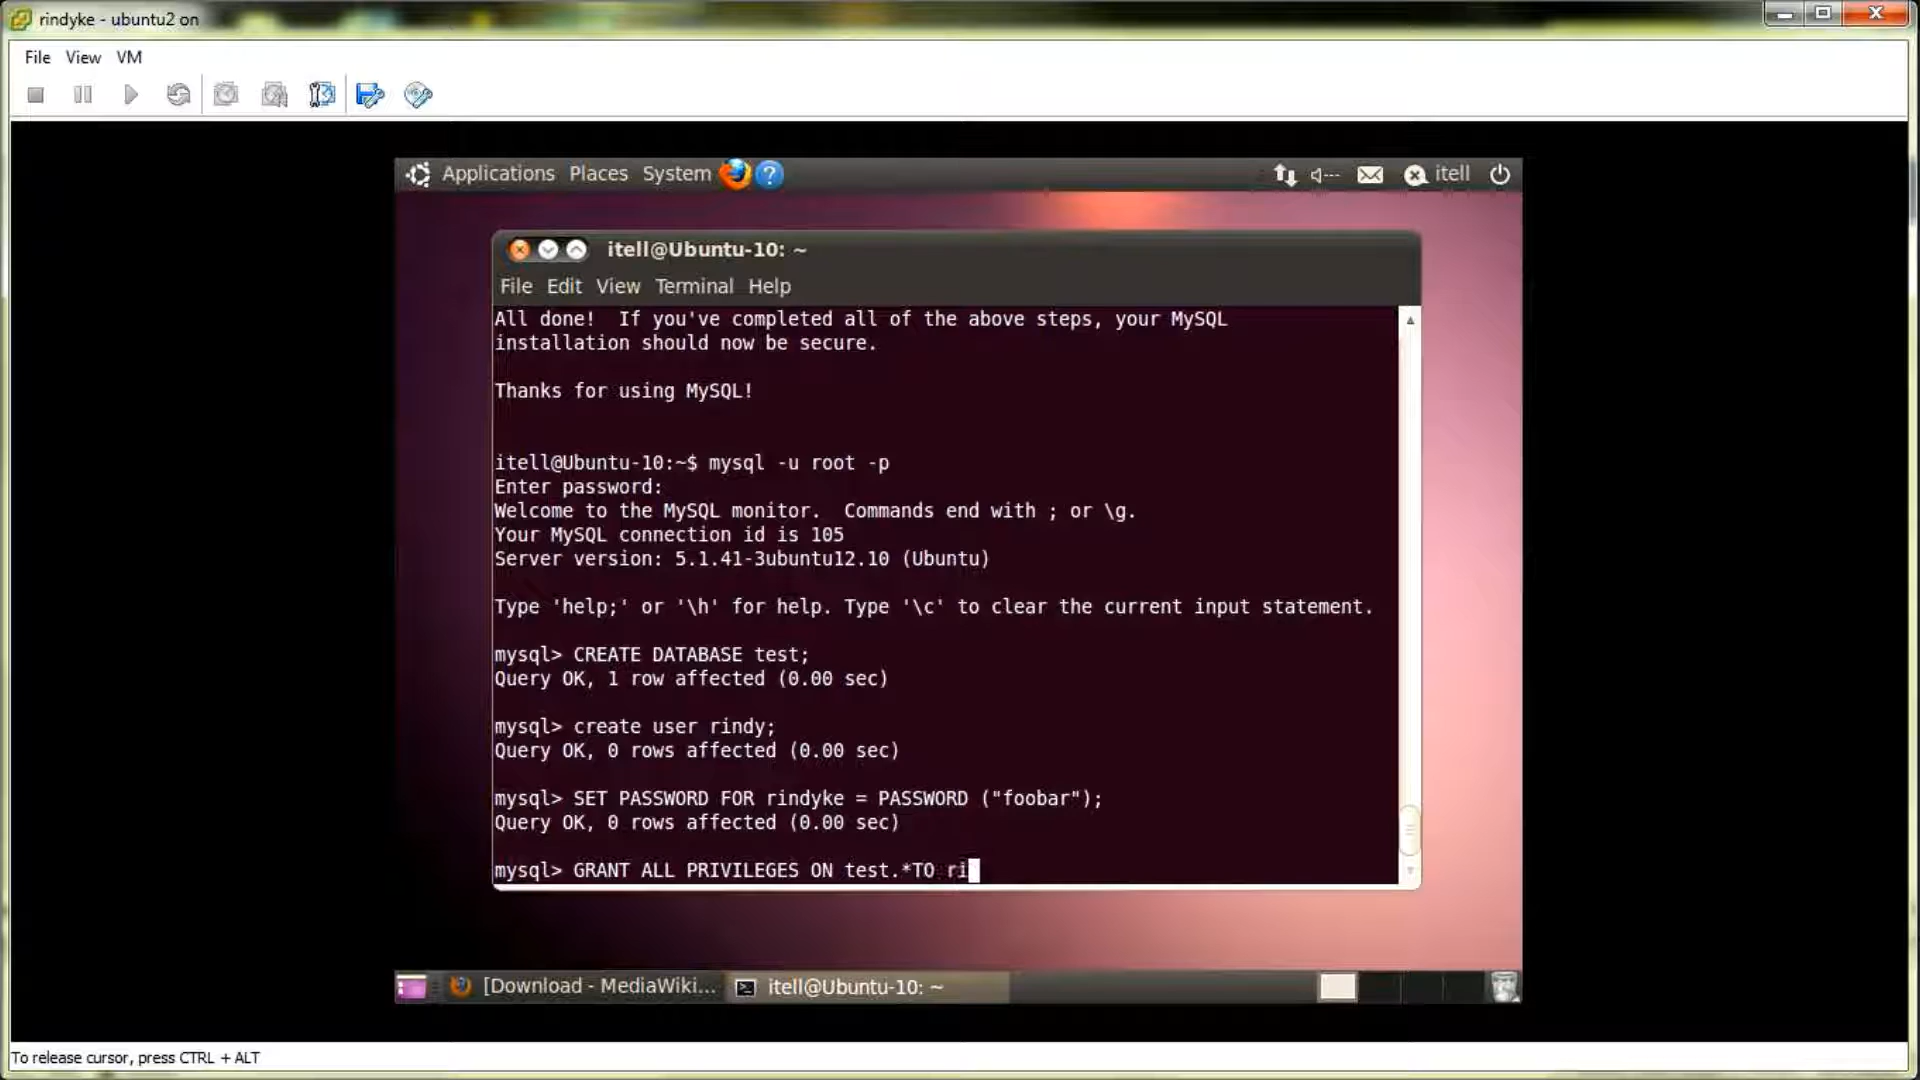 rindyke - ubuntu2 on
File View VM
Applications Places System ?
itell
itell@Ubuntu-10: ~
File Edit View Terminal Help
All done!  If you've completed all of the above steps, your MySQL
installation should now be secure.
Thanks for using MySQL!
itell@Ubuntu-10:~$ mysql -u root -p
Enter password:
Welcome to the MySQL monitor.  Commands end with ; or \g.
Your MySQL connection id is 105
Server version: 5.1.41-3ubuntu12.10 (Ubuntu)
Type 'help;' or '\h' for help. Type '\c' to clear the current input statement.
mysql> CREATE DATABASE test;
Query OK, 1 row affected (0.00 sec)
mysql> create user rindy;
Query OK, 0 rows affected (0.00 sec)
mysql> SET PASSWORD FOR rindyke = PASSWORD ("foobar");
Query OK, 0 rows affected (0.00 sec)
mysql> GRANT ALL PRIVILEGES ON test.*TO ri
[Download - MediaWiki... itell@Ubuntu-10: ~
To release cursor, press CTRL + ALT